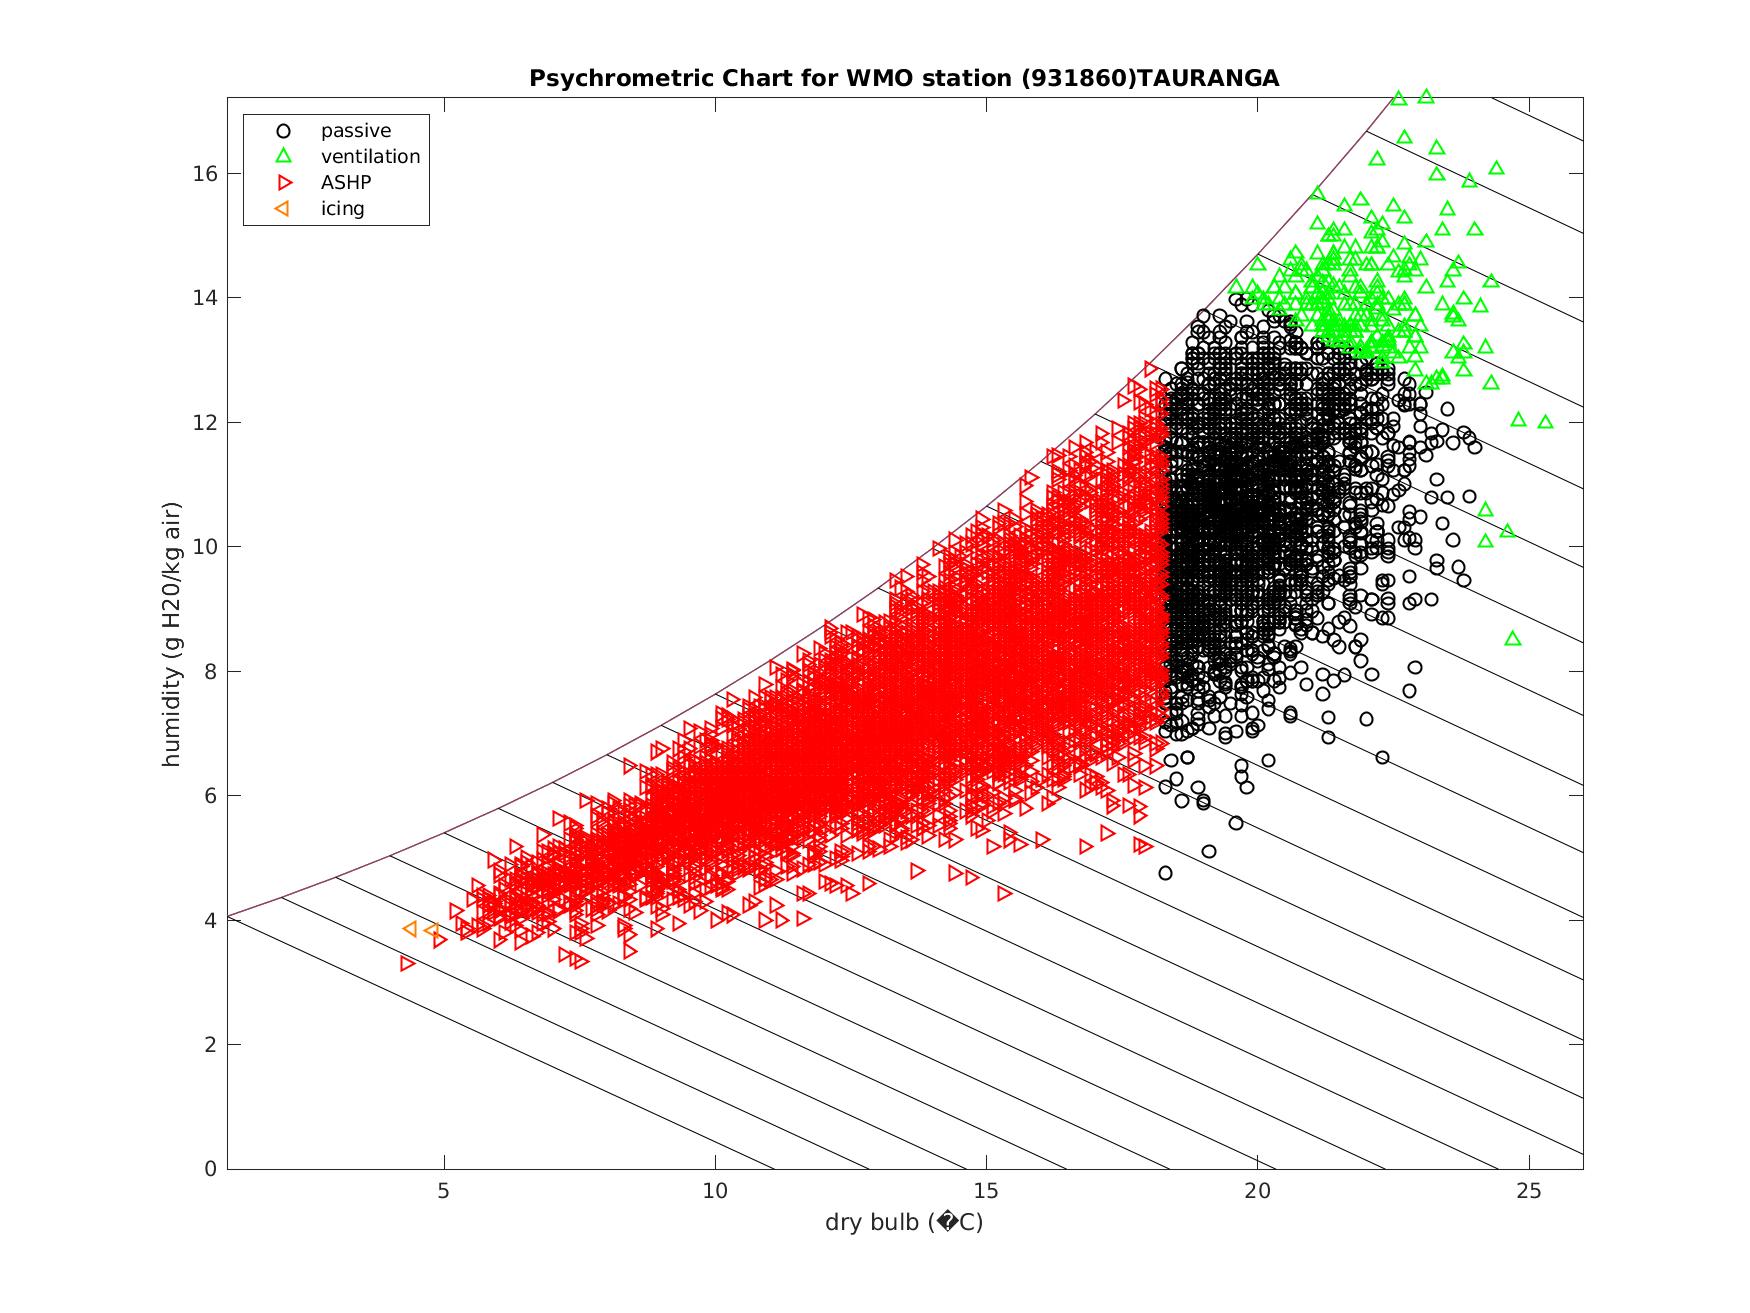 Psychrometric Chart for WMO station (931860)TAURANGA
passive
ventilation
ASHP
icing
16
14
12
10
8
6
4
2
0
humidity (g H20/kg air)
5 10 15 20 25
dry bulb (�C)